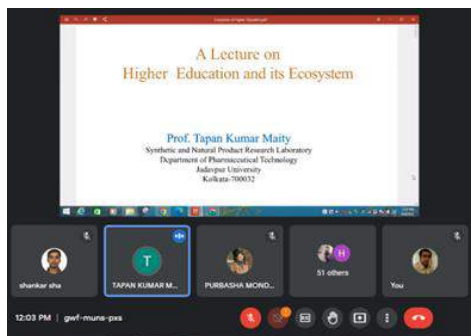 A Lecture on
Higher Education and its Ecosystem
Prof. Tapan Kumar Maity
Synthetic and Natural Product Research Laboratory
Department of Pharmaceutical Technology
Jadavpur University
Kolkata-700032
T
H
shankar sha
TAPAN KUMAR M...
PURBASHA MOND...
51 others
You
12:03 PM | gwf-muns-pxs